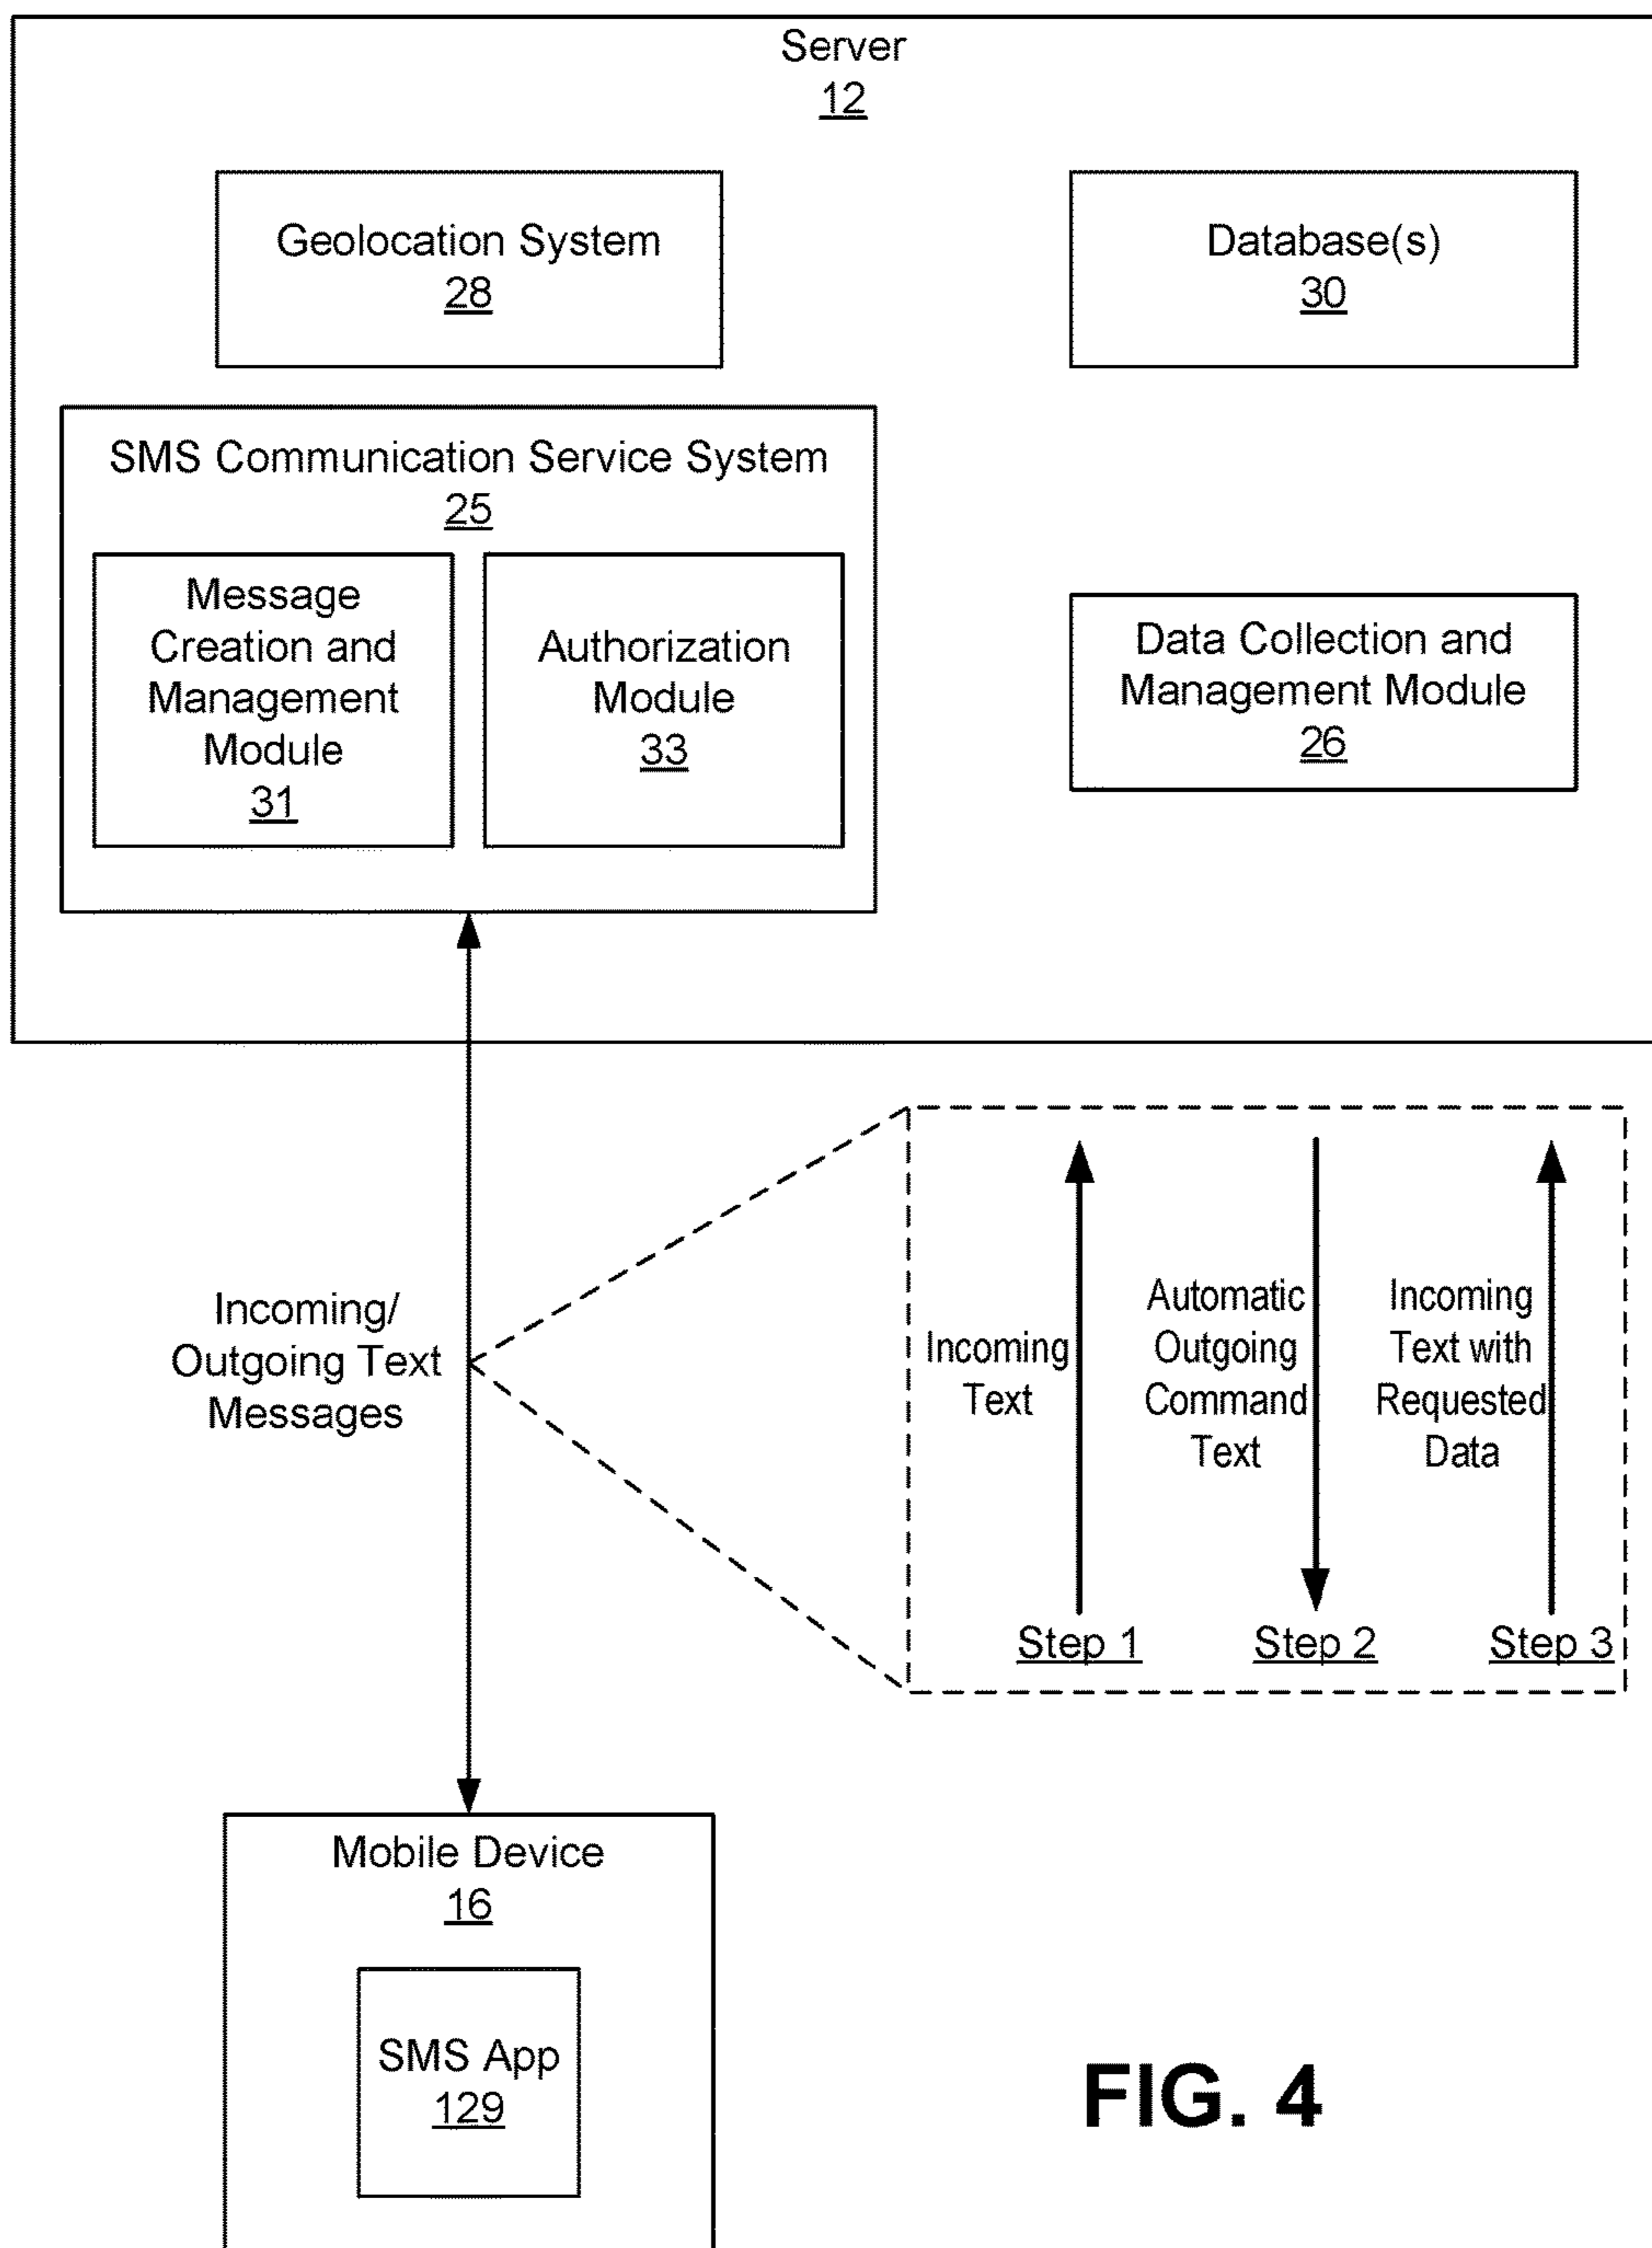 Server
12
Geolocation System
28
Database(s)
30
SMS Communication Service System
25
Message
Creation and
Management
Module
31
Authorization
Module
33
Data Collection and
Management Module
26
Incoming/
Outgoing Text
Messages
Incoming
Text
Step 1
Automatic
Outgoing
Command
Text
Step 2
Incoming
Text with
Requested
Data
Step 3
Mobile Device
16
SMS App
129
FIG. 4